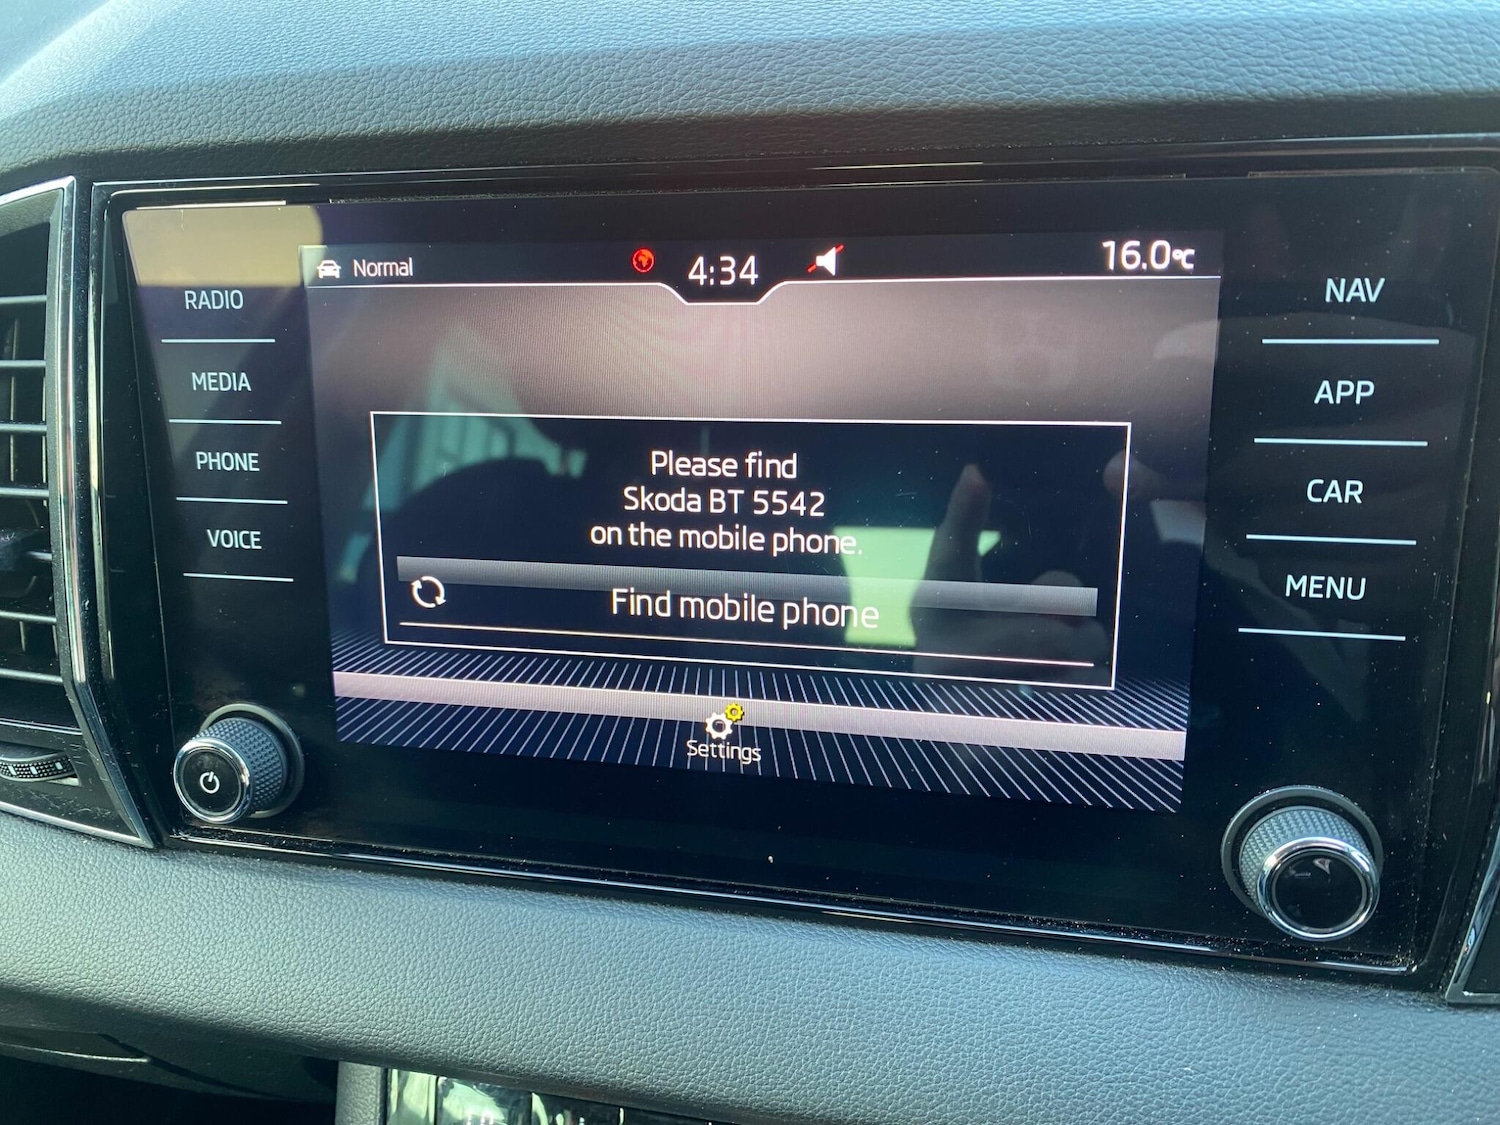 Normal
4:34
16.0°C
RADIO
MEDIA
PHONE
VOICE
Please find
Skoda BT 5542
on the mobile phone.
Find mobile phone
Settings
NAV
APP
CAR
MENU